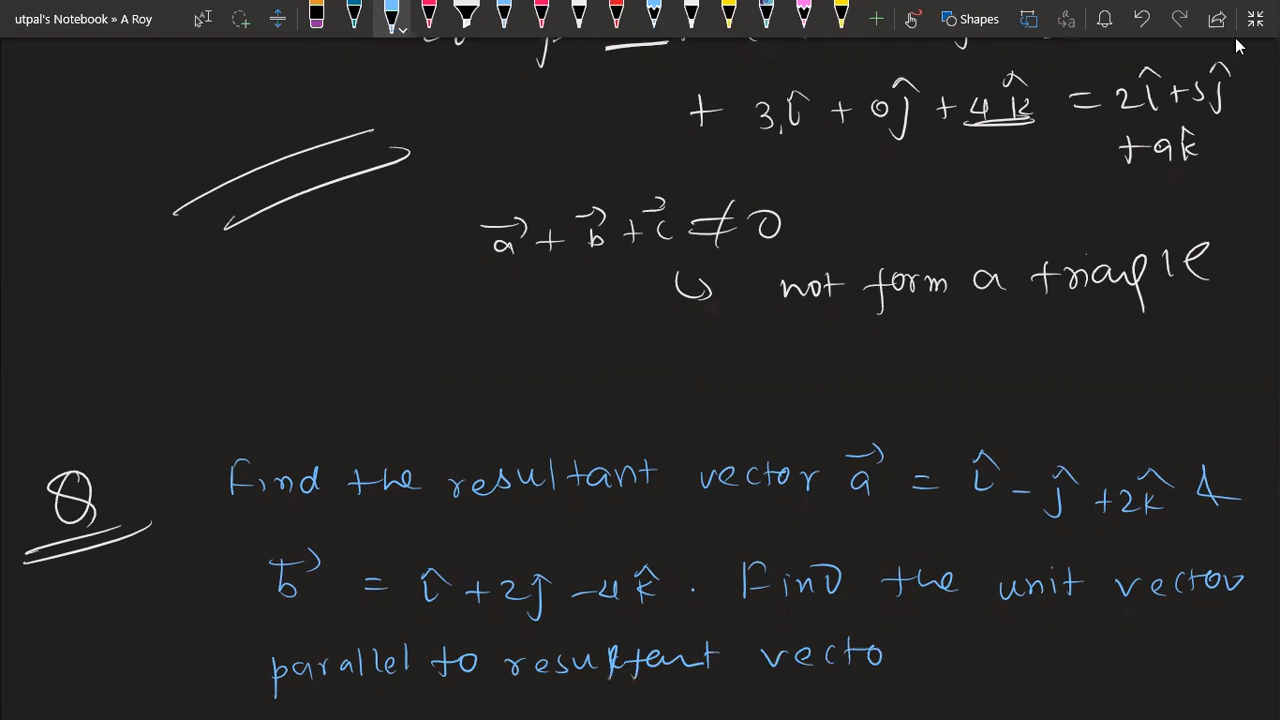 utpal's Notebook » A Roy
Shapes
+ 3î + 0ĵ + 4k̂ = 2î + 5ĵ
+ 9k̂
a⃗ + b⃗ + c⃗ ≠ 0
↳ not form a triangle
Q Find the resultant vector a⃗ = î - ĵ + 2k̂ &
b⃗ = î + 2ĵ - 4k̂ . Find the unit vector
parallel to resultant vecto